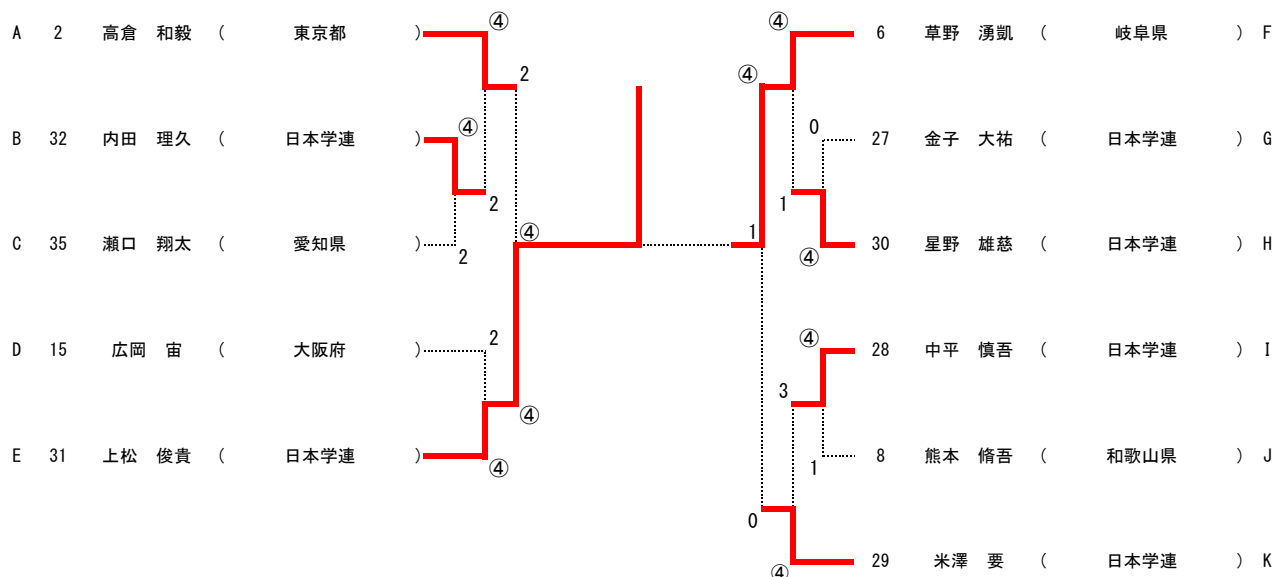 ④ ④
A 2 高倉 和毅 ( 東京都 ) 6 草野 湧凱 ( 岐阜県 ) F
2 ④
④ 0
B 32 内田 理久 ( 日本学連 ) 27 金子 大祐 ( 日本学連 ) G
2 1
④ 1
C 35 瀬口 翔太 ( 愛知県 ) 30 星野 雄慈 ( 日本学連 ) H
2 ④
2 ④
D 15 広岡 宙 ( 大阪府 ) 28 中平 慎吾 ( 日本学連 ) I
3
④
E 31 上松 俊貴 ( 日本学連 ) 8 熊本 脩吾 ( 和歌山県 ) J
④ 1
0
29 米澤 要 ( 日本学連 ) K
④